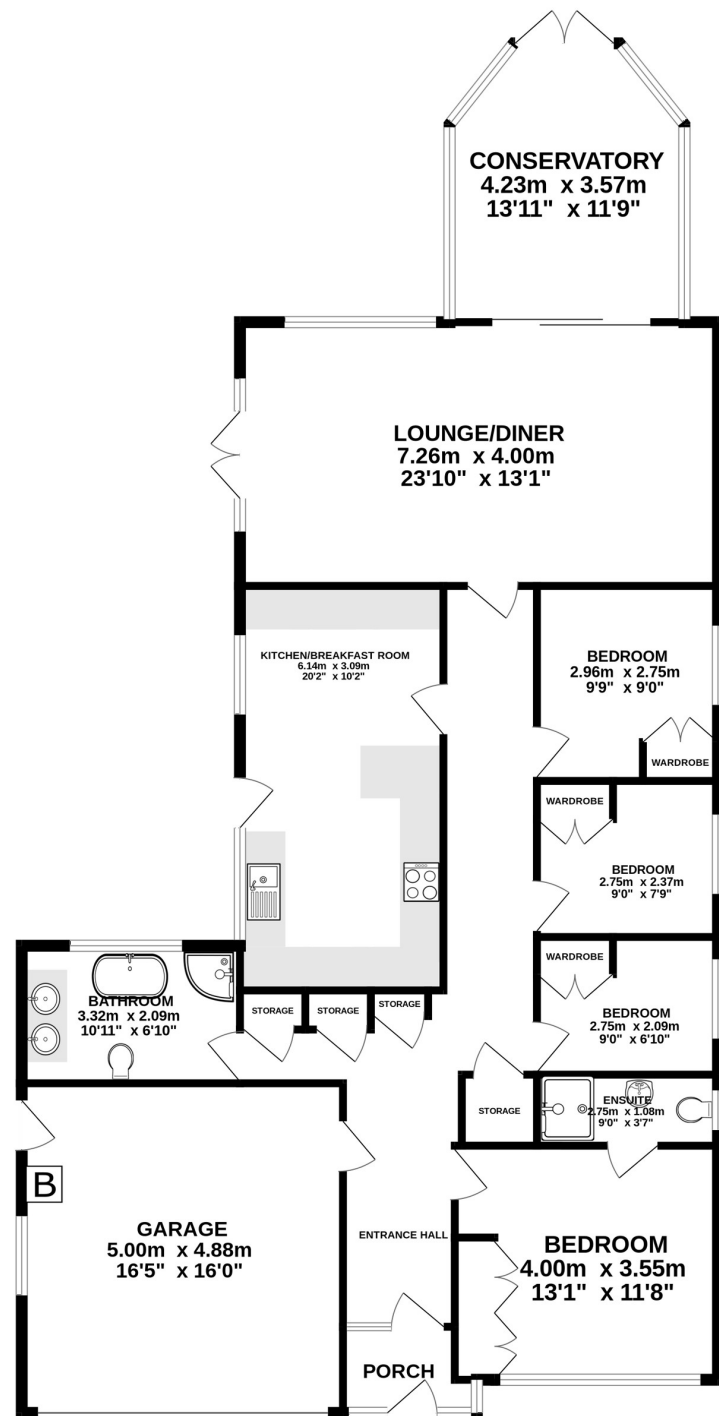 CONSERVATORY
4.23m x 3.57m
13'11" x 11'9"
LOUNGE/DINER
7.26m x 4.00m
23'10" x 13'1"
KITCHEN/BREAKFAST ROOM
6.14m x 3.09m
20'2" x 10'2"
BEDROOM
2.96m x 2.75m
9'9" x 9'0"
WARDROBE
WARDROBE
BEDROOM
2.75m x 2.37m
9'0" x 7'9"
WARDROBE
BEDROOM
2.75m x 2.09m
9'0" x 6'10"
BATHROOM
3.32m x 2.09m
10'11" x 6'10"
STORAGE
STORAGE
STORAGE
STORAGE
ENSUITE
2.75m x 1.08m
9'0" x 3'7"
B
GARAGE
5.00m x 4.88m
16'5" x 16'0"
ENTRANCE HALL
BEDROOM
4.00m x 3.55m
13'1" x 11'8"
PORCH